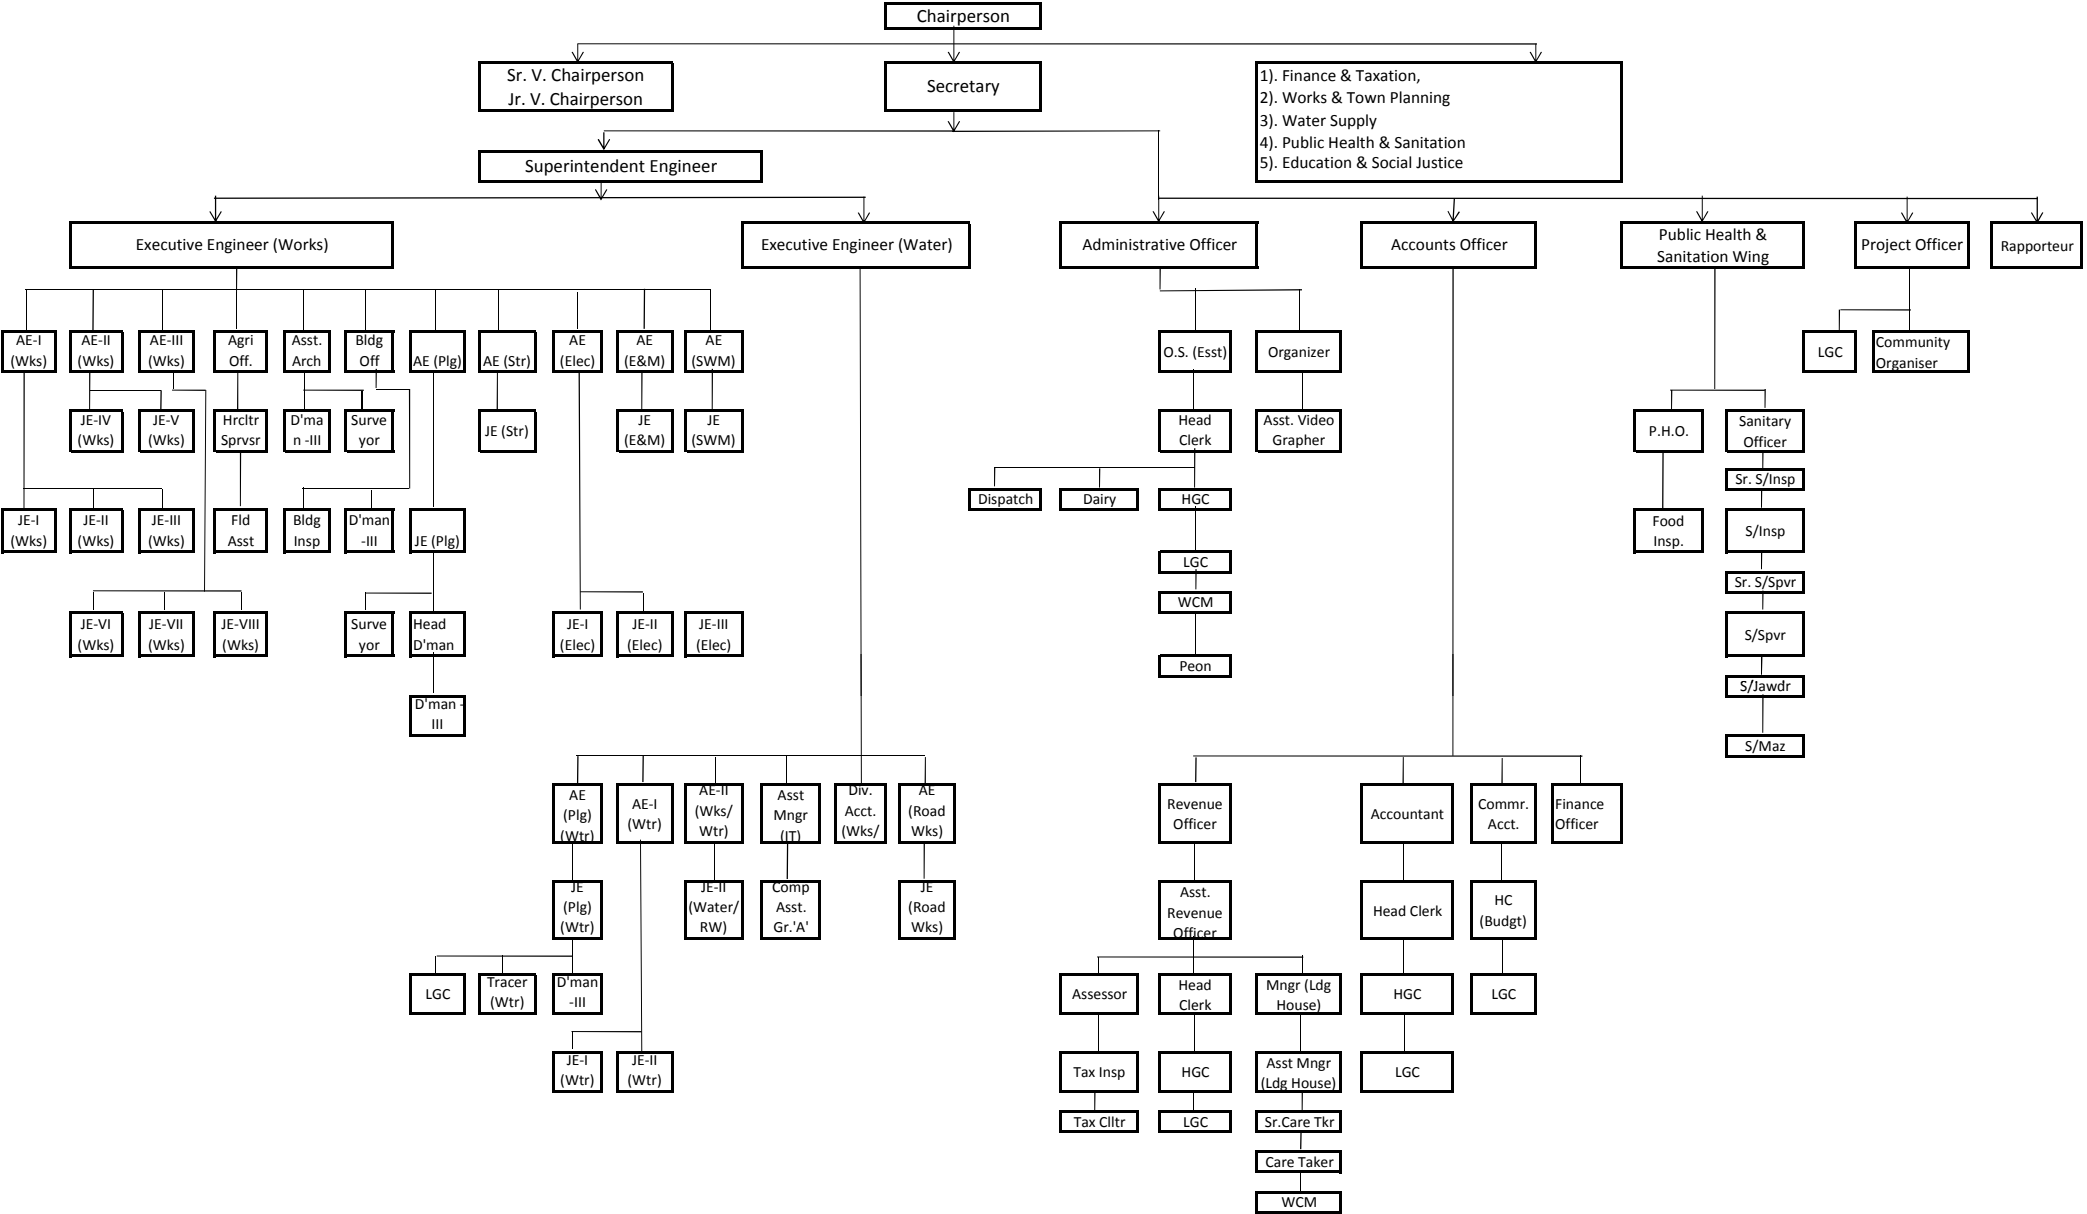 Chairperson
Sr. V. Chairperson
Jr. V. Chairperson
Secretary
1). Finance & Taxation,
2). Works & Town Planning
3). Water Supply
4). Public Health & Sanitation
5). Education & Social Justice
Superintendent Engineer
Executive Engineer (Works)
Executive Engineer (Water)
Administrative Officer
Accounts Officer
Public Health &
Sanitation Wing
Project Officer
Rapporteur
AE-I
(Wks)
AE-II
(Wks)
AE-III
(Wks)
Agri
Off.
Asst.
Arch
Bldg
Off
AE (Plg)
AE (Str)
AE
(Elec)
AE
(E&M)
AE
(SWM)
O.S. (Esst)
Organizer
LGC
Community
Organiser
JE-IV
(Wks)
JE-V
(Wks)
Hrcltr
Sprvsr
D'ma
n -III
Surve
yor
JE (Str)
JE
(E&M)
JE
(SWM)
Head
Clerk
Asst. Video
Grapher
P.H.O.
Sanitary
Officer
Sr. S/Insp
Dispatch
Dairy
HGC
JE-I
(Wks)
JE-II
(Wks)
JE-III
(Wks)
Fld
Asst
Bldg
Insp
D'man
-III
JE (Plg)
Food
Insp.
S/Insp
LGC
Sr. S/Spvr
WCM
JE-VI
(Wks)
JE-VII
(Wks)
JE-VIII
(Wks)
Surve
yor
Head
D'man
JE-I
(Elec)
JE-II
(Elec)
JE-III
(Elec)
S/Spvr
Peon
S/Jawdr
D'man -
III
S/Maz
AE
(Plg)
(Wtr)
AE-I
(Wtr)
AE-II
(Wks/
Wtr)
Asst
Mngr
(IT)
Div.
Acct.
(Wks/
AE
(Road
Wks)
Revenue
Officer
Accountant
Commr.
Acct.
Finance
Officer
JE
(Plg)
(Wtr)
JE-II
(Water/
RW)
Comp
Asst.
Gr.'A'
JE
(Road
Wks)
Asst.
Revenue
Officer
Head Clerk
HC
(Budgt)
LGC
Tracer
(Wtr)
D'man
-III
Assessor
Head
Clerk
Mngr (Ldg
House)
HGC
LGC
JE-I
(Wtr)
JE-II
(Wtr)
Tax Insp
HGC
Asst Mngr
(Ldg House)
LGC
Tax Clltr
LGC
Sr.Care Tkr
Care Taker
WCM